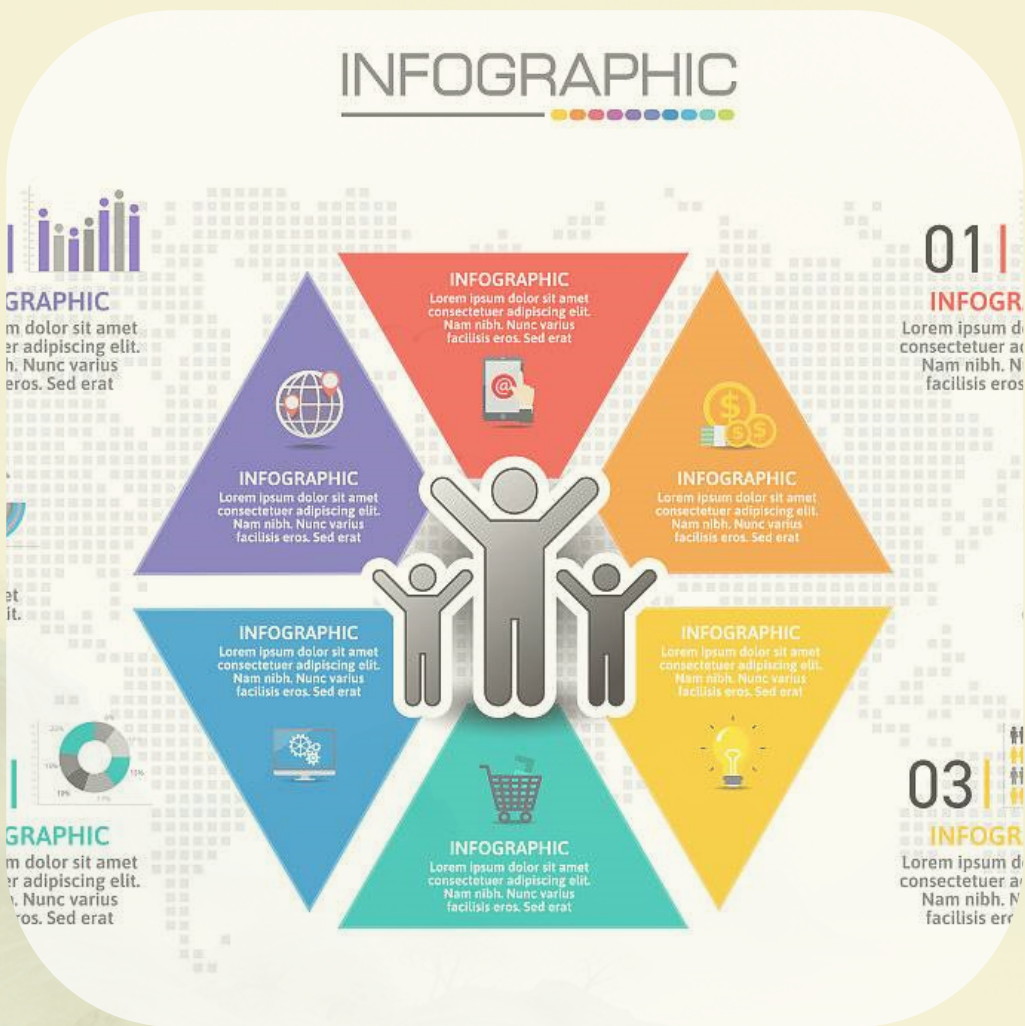 INFOGRAPHIC
GRAPHIC
m dolor sit amet
er adipiscing elit.
h. Nunc varius
eros. Sed erat
01
INFOGR
Lorem ipsum d
consectetuer a
Nam nibh. N
facilisis eros
INFOGRAPHIC
Lorem ipsum dolor sit amet
consectetuer adipiscing elit.
Nam nibh. Nunc varius
facilisis eros. Sed erat
@
INFOGRAPHIC
Lorem ipsum dolor sit amet
consectetuer adipiscing elit.
Nam nibh. Nunc varius
facilisis eros. Sed erat
$
$ $
INFOGRAPHIC
Lorem ipsum dolor sit amet
consectetuer adipiscing elit.
Nam nibh. Nunc varius
facilisis eros. Sed erat
et
it.
INFOGRAPHIC
Lorem ipsum dolor sit amet
consectetuer adipiscing elit.
Nam nibh. Nunc varius
facilisis eros. Sed erat
INFOGRAPHIC
Lorem ipsum dolor sit amet
consectetuer adipiscing elit.
Nam nibh. Nunc varius
facilisis eros. Sed erat
15%
GRAPHIC
m dolor sit amet
er adipiscing elit.
. Nunc varius
ros. Sed erat
INFOGRAPHIC
Lorem ipsum dolor sit amet
consectetuer adipiscing elit.
Nam nibh. Nunc varius
facilisis eros. Sed erat
03
INFOGR
Lorem ipsum d
consectetuer a
Nam nibh. N
facilisis ero